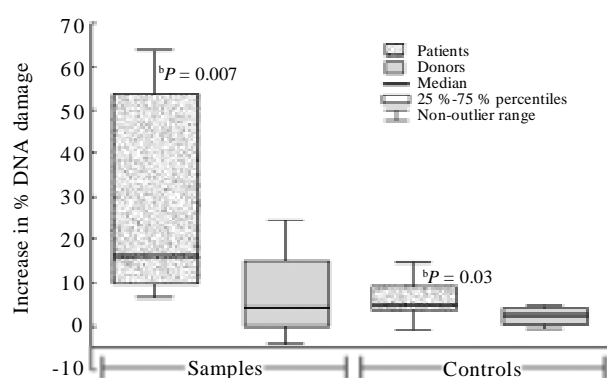 70
60
50
40
30
20
10
0
-10
Increase in % DNA damage
ᵇP = 0.007
ᵇP = 0.03
Patients
Donors
Median
25 %-75 % percentiles
Non-outlier range
Samples
Controls